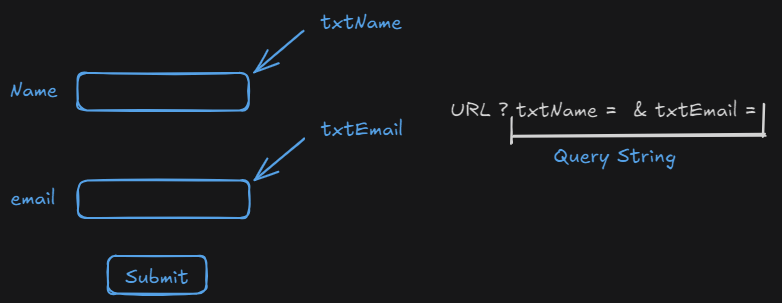 txtName
Name
txtEmail
email
Submit
URL ? txtName = & txtEmail =
Query String